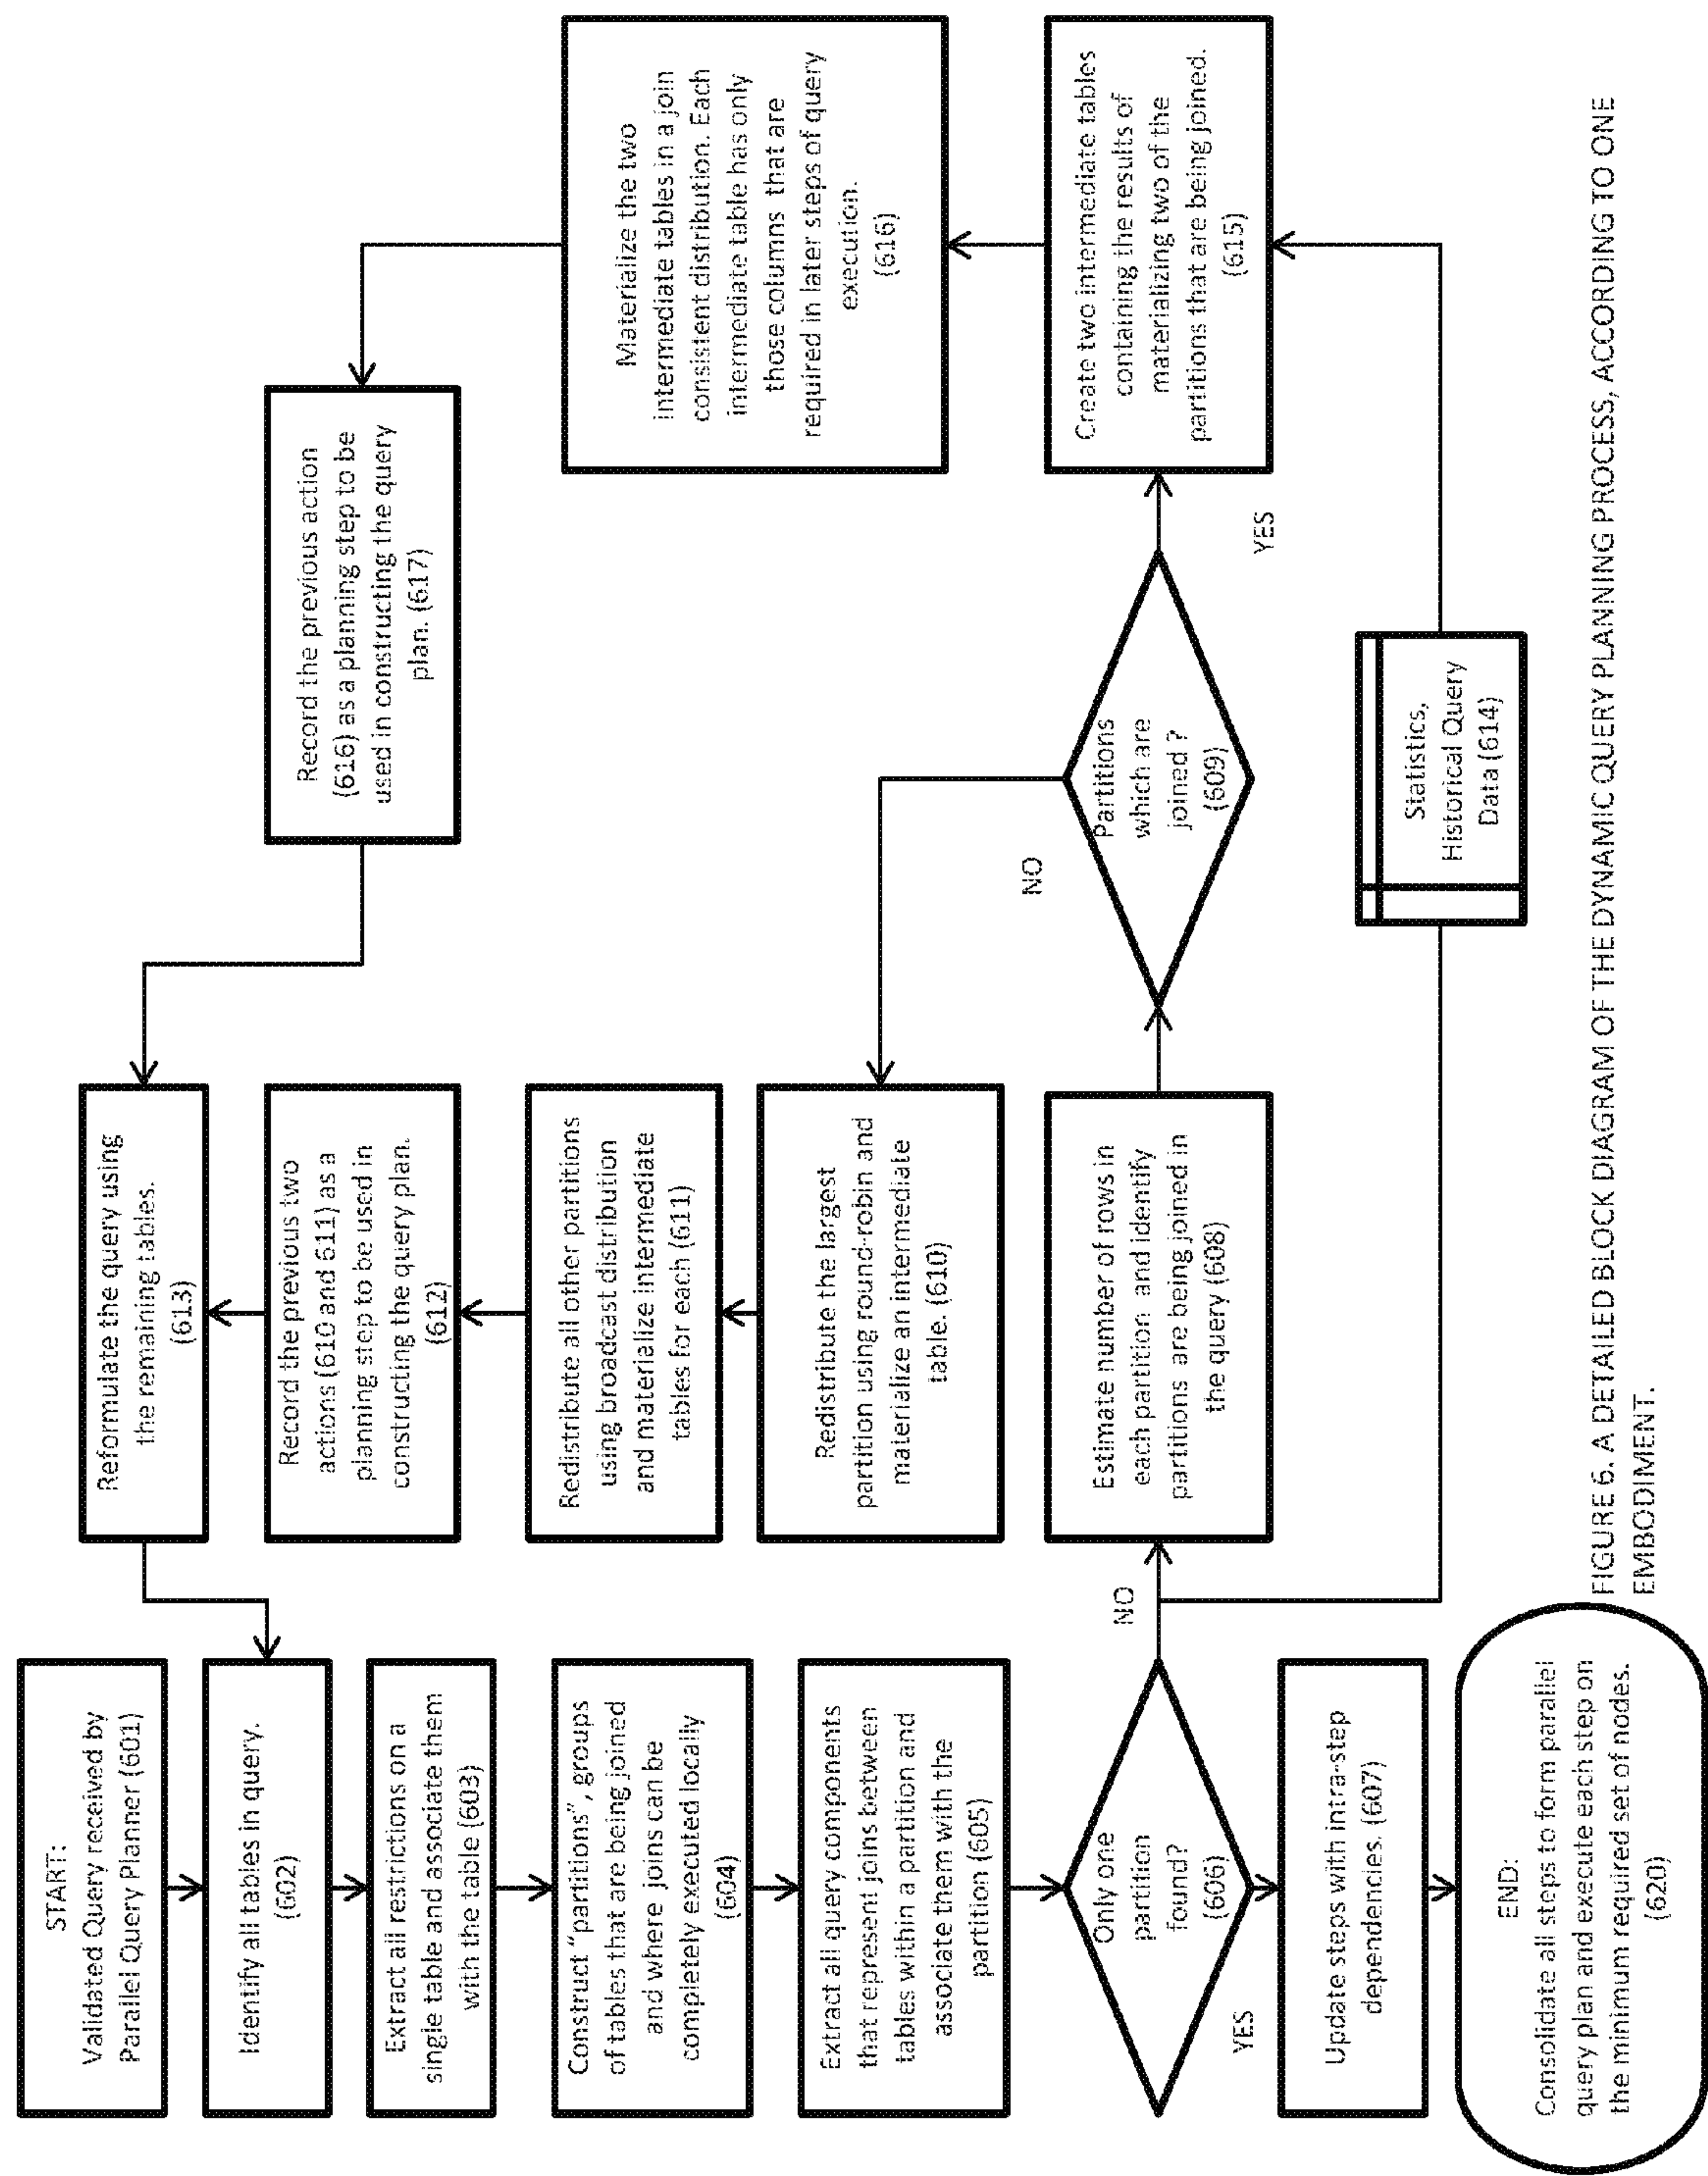 START:
Validated Query received by
Parallel Query Planner (601)
Identify all tables in query.
(602)
Extract all restrictions on a
single table and associate them
with the table (603)
Construct "partitions", groups
of tables that are being joined
and where joins can be
completely executed locally
(604)
Extract all query components
that represent joins between
tables within a partition and
associate them with the
partition (605)
Only one
partition
found?
(606)
YES
NO
Update steps with intra-step
dependencies. (607)
END:
Consolidate all steps to form parallel
query plan and execute each step on
the minimum required set of nodes.
(620)
Reformulate the query using
the remaining tables.
(613)
Record the previous two
actions (610 and 611) as a
planning step to be used in
constructing the query plan.
(612)
Redistribute all other partitions
using broadcast distribution
and materialize intermediate
tables for each (611)
Redistribute the largest
partition using round-robin and
materialize an intermediate
table. (610)
Estimate number of rows in
each partition and identify
partitions are being joined in
the query (608)
NO
Partitions
which are
joined?
(609)
YES
Statistics,
Historical Query
Data (614)
Record the previous action
(616) as a planning step to be
used in constructing the query
plan. (617)
Materialize the two
intermediate tables in a join
consistent distribution. Each
intermediate table has only
those columns that are
required in later steps of query
execution.
(616)
Create two intermediate tables
containing the results of
materializing two of the
partitions that are being joined.
(615)
FIGURE 6. A DETAILED BLOCK DIAGRAM OF THE DYNAMIC QUERY PLANNING PROCESS, ACCORDING TO ONE
EMBODIMENT.